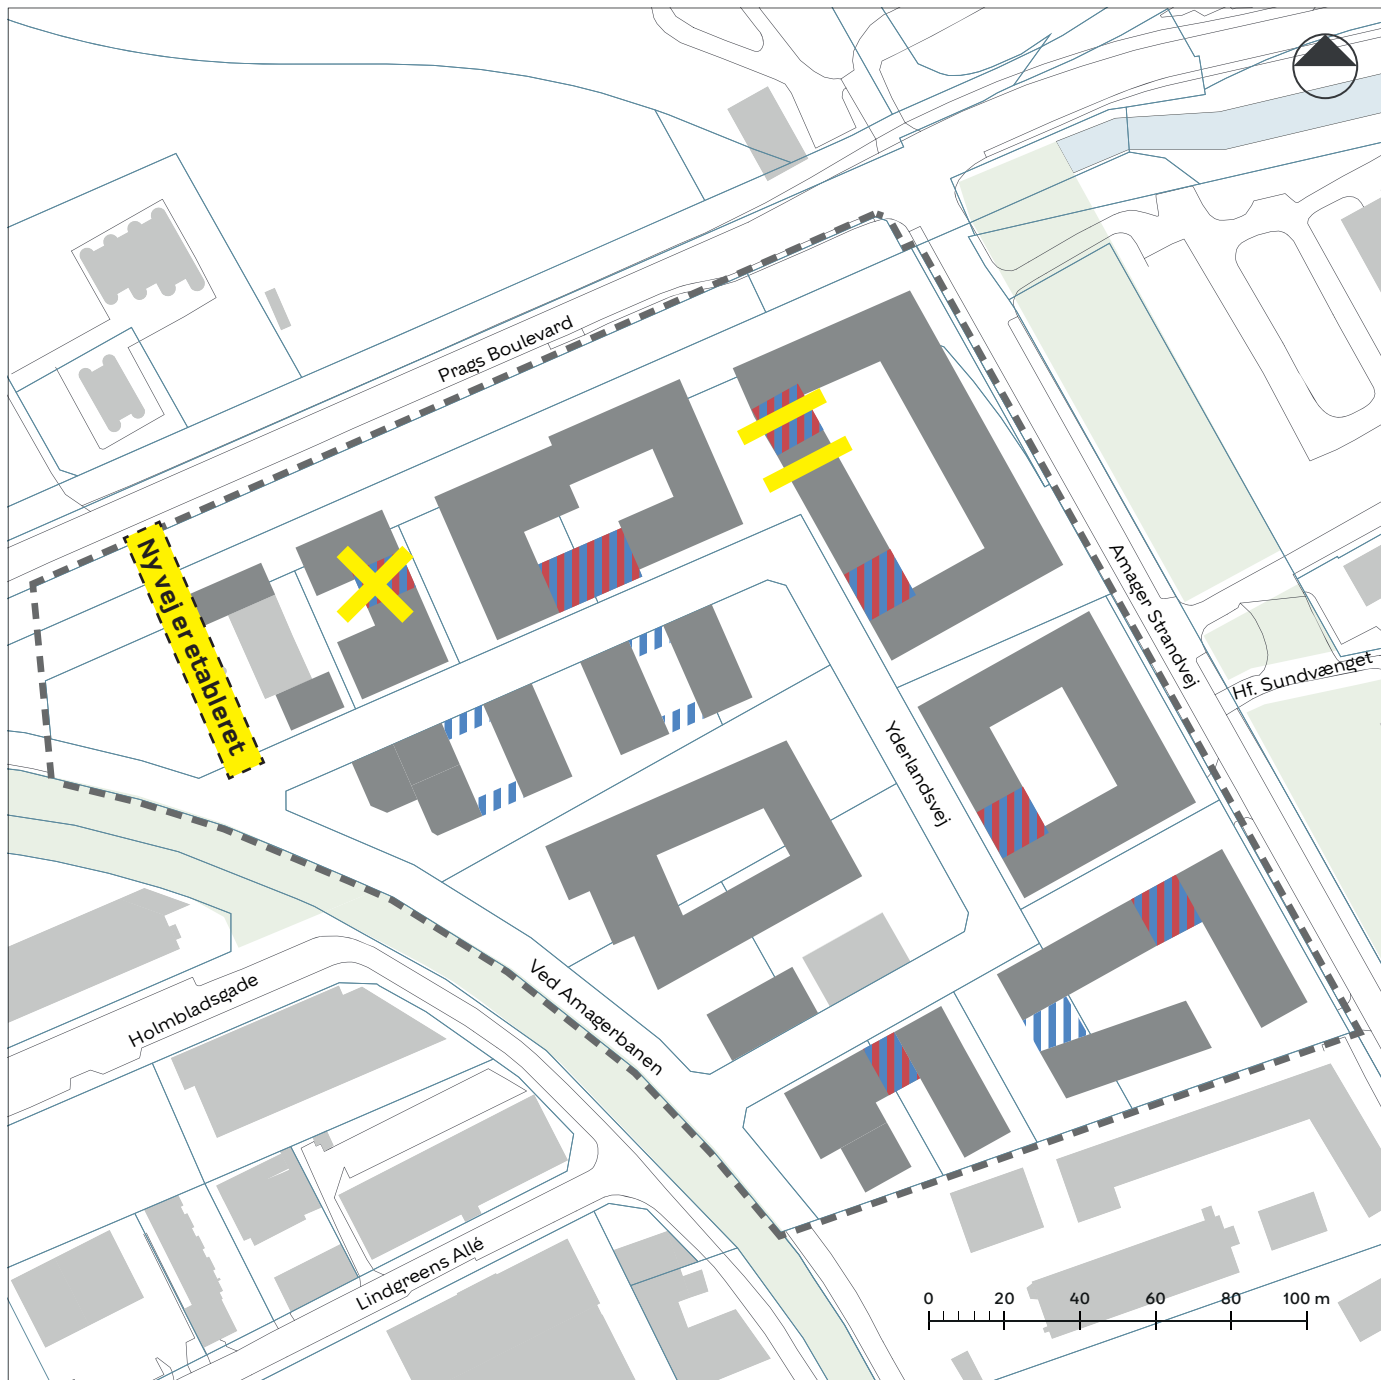 Prags Boulevard
Ny vej er etableret
Amager Strandvej
Hf. Sundvænget
Yderlandsvej
Ved Amagerbanen
Holmbladsgade
Lindgreens Allé
0 20 40 60 80 100 m